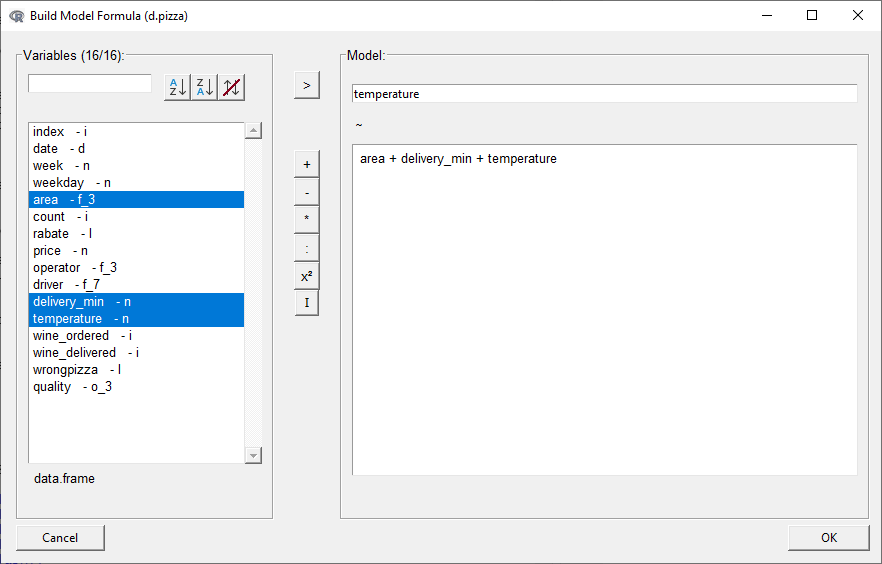 Build Model Formula (d.pizza)
Variables (16/16):
A
Z
Z
A
index - i
date - d
week - n
weekday - n
area - f_3
count - i
rabate - l
price - n
operator - f_3
driver - f_7
delivery_min - n
temperature - n
wine_ordered - i
wine_delivered - i
wrongpizza - l
quality - o_3
data.frame
Cancel
>
+
-
*
:
x²
I
Model:
temperature
~
area + delivery_min + temperature
OK